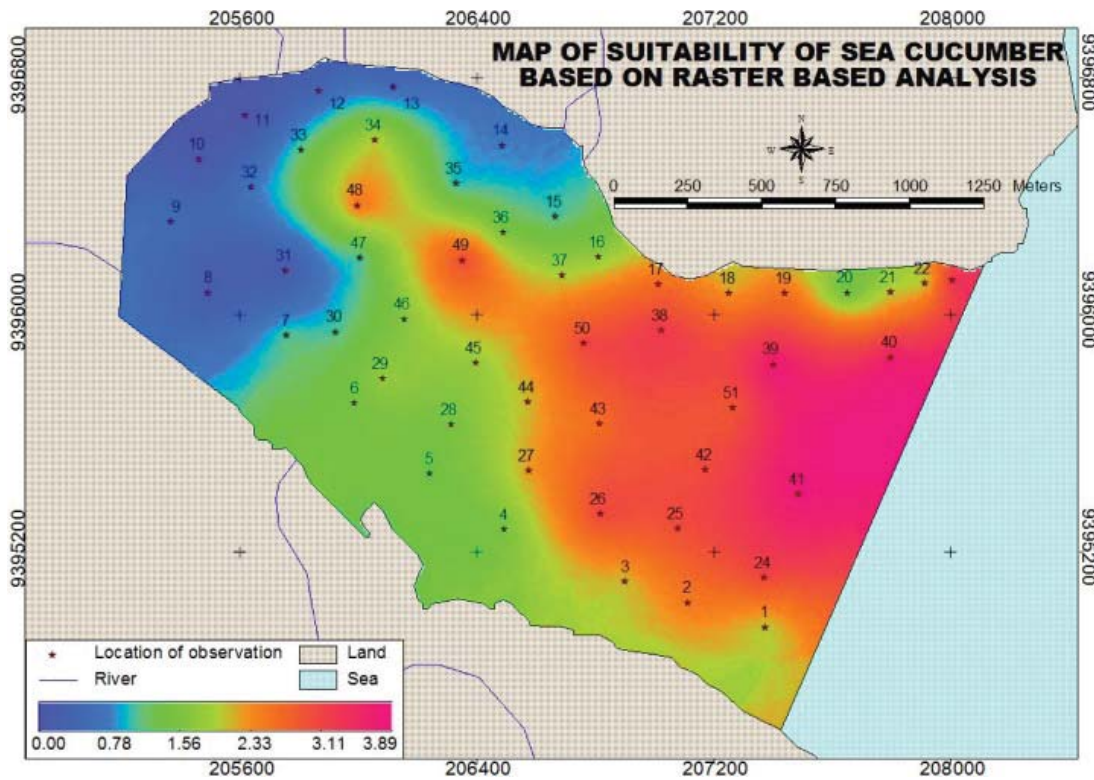 205600 206400 207200 208000
MAP OF SUITABILITY OF SEA CUCUMBER
BASED ON RASTER BASED ANALYSIS
9396800 9396800
N
W E
S
0 250 500 750 1000 1250 Meters
12 13
11
34
33 14
10
35
32
48
15
9
36
47 49 16
31 37
17
8 18 19 20 21 22
46
9396000 9396000
7 30 50 38
45 40
39
29
6 44
51
28 43
5 27 42
41
26
4 25
9395200 9395200
3 24
2
1
Location of observation Land
River Sea
0.00 0.78 1.56 2.33 3.11 3.89
205600 206400 207200 208000